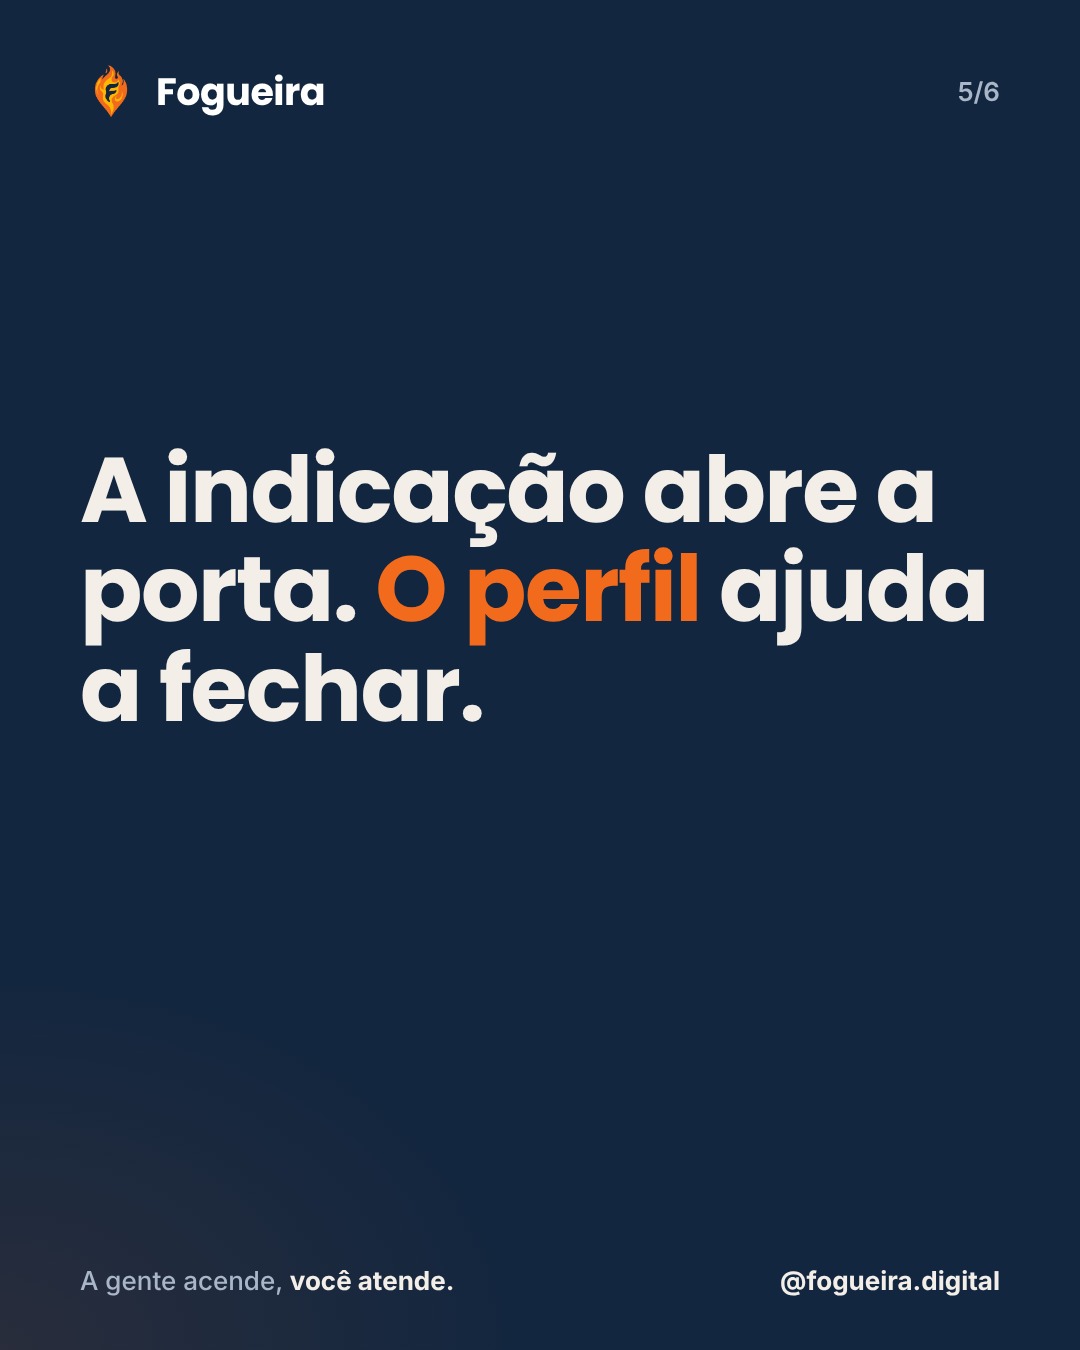 Fogueira
5/6
A indicação abre a
porta. O perfil ajuda
a fechar.
A gente acende, você atende.
@fogueira.digital